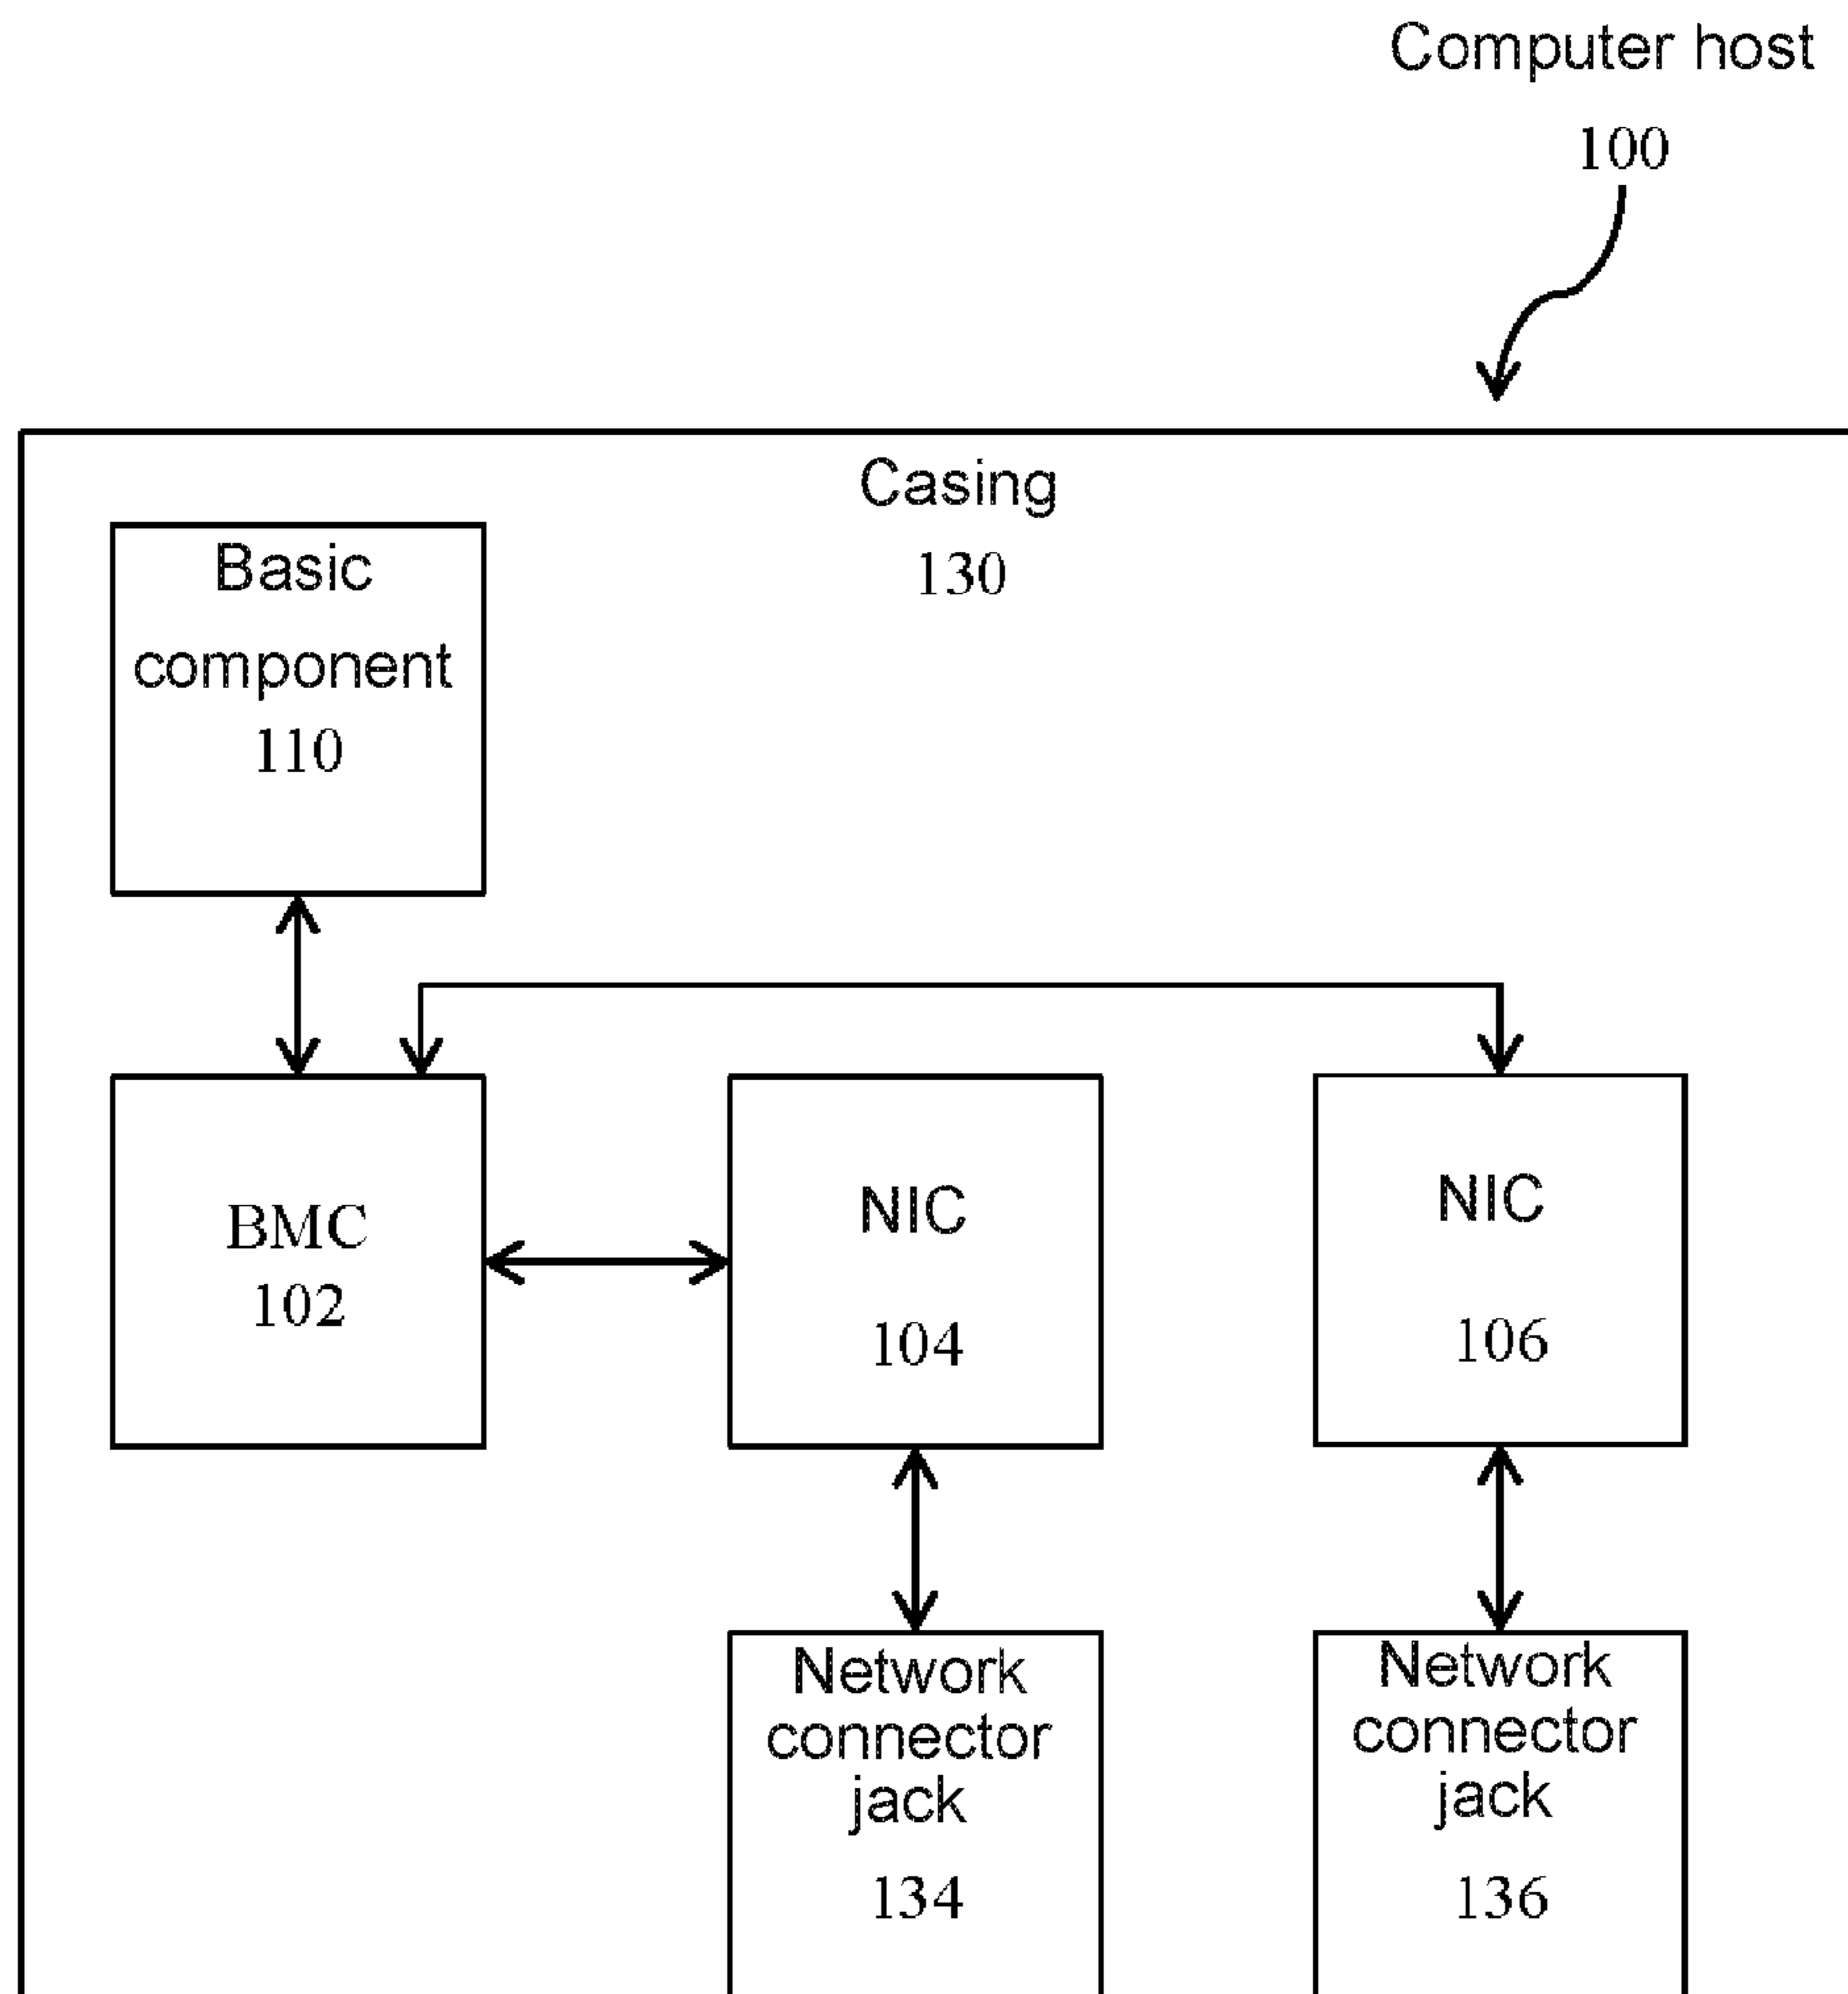 Computer host
100
Casing
130
Basic
component
110
BMC
102
NIC
104
NIC
106
Network
connector
jack
134
Network
connector
jack
136